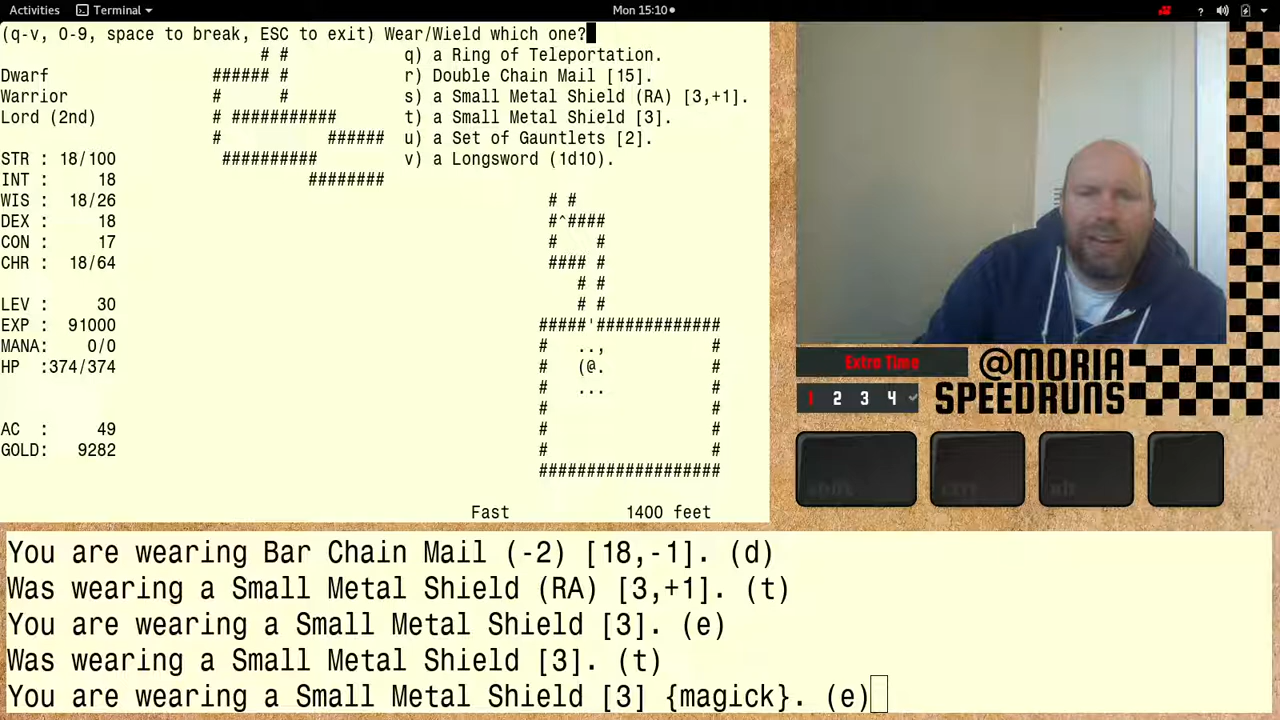 Activities Terminal Mon 15:10
(q-v, 0-9, space to break, ESC to exit) Wear/Wield which one?
q) a Ring of Teleportation.
Dwarf r) Double Chain Mail [15].
Warrior s) a Small Metal Shield (RA) [3,+1].
Lord (2nd) t) a Small Metal Shield [3].
u) a Set of Gauntlets [2].
STR : 18/100 v) a Longsword (1d10).
INT : 18
WIS : 18/26
DEX : 18
CON : 17
CHR : 18/64
LEV : 30
EXP : 91000
MANA: 0/0
HP :374/374
AC : 49
GOLD: 9282
Fast 1400 feet
Extra Time
@MORIA
SPEEDRUNS
1 2 3 4
shift ctrl alt
You are wearing Bar Chain Mail (-2) [18,-1]. (d)
Was wearing a Small Metal Shield (RA) [3,+1]. (t)
You are wearing a Small Metal Shield [3]. (e)
Was wearing a Small Metal Shield [3]. (t)
You are wearing a Small Metal Shield [3] {magick}. (e)